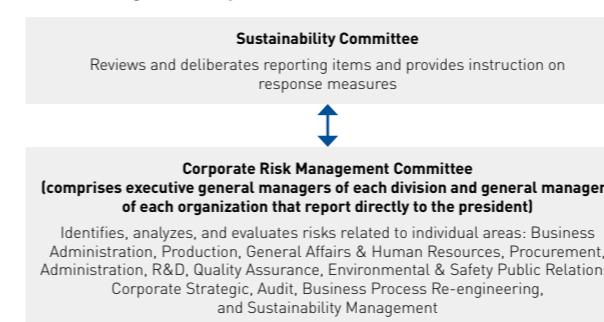 Sustainability Committee
Reviews and deliberates reporting items and provides instruction on
response measures
Corporate Risk Management Committee
(comprises executive general managers of each division and general manager
of each organization that report directly to the president)
Identifies, analyzes, and evaluates risks related to individual areas: Business
Administration, Production, General Affairs & Human Resources, Procurement,
Administration, R&D, Quality Assurance, Environmental & Safety Public Relation
Corporate Strategic, Audit, Business Process Re-engineering,
and Sustainability Management